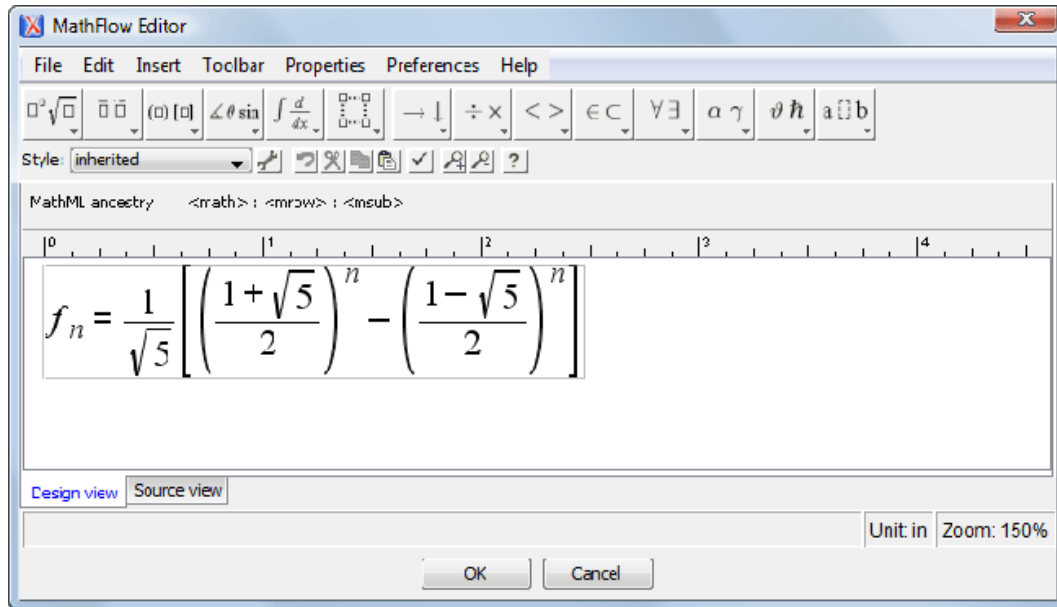 MathFlow Editor
File Edit Insert Toolbar Properties Preferences Help
□° √□ □̄ □̈ (□) [□] ∠θ sin ∫ d/dx → ↓ ÷ × < > ∈ ⊂ ∀ ∃ α γ ϑ ħ a b
Style: inherited ?
MathML ancestry <math> : <mrow> : <msub>
0 1 2 3 4
f_n = 1/√5 [ ( (1 + √5)/2 )^n − ( (1 − √5)/2 )^n ]
Design view Source view
Unit: in Zoom: 150%
OK Cancel